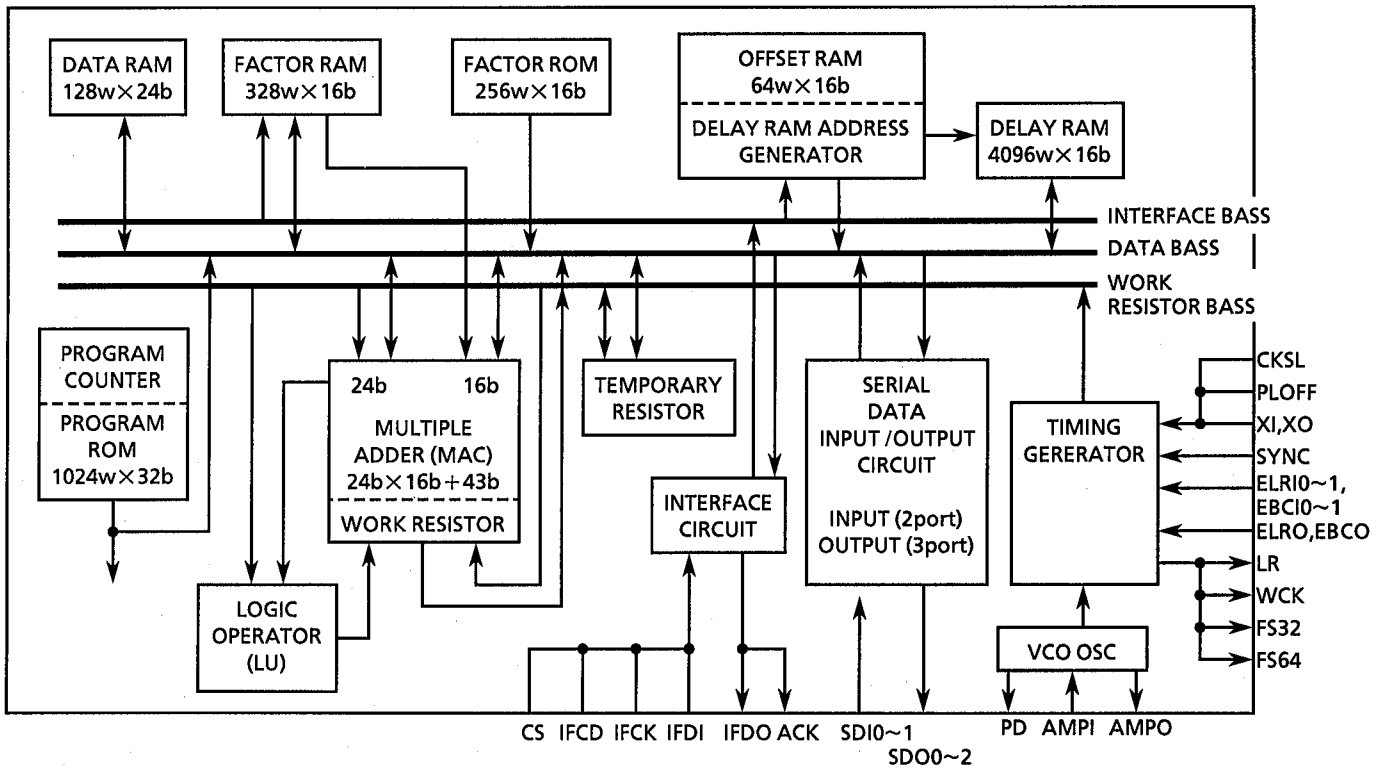 DATA RAM
128w×24b
FACTOR RAM
328w×16b
FACTOR ROM
256w×16b
OFFSET RAM
64w×16b
DELAY RAM ADDRESS
GENERATOR
DELAY RAM
4096w×16b
INTERFACE BASS
DATA BASS
WORK
RESISTOR BASS
PROGRAM
COUNTER
PROGRAM
ROM
1024w×32b
24b 16b
MULTIPLE
ADDER (MAC)
24b×16b+43b
WORK RESISTOR
LOGIC
OPERATOR
(LU)
TEMPORARY
RESISTOR
INTERFACE
CIRCUIT
SERIAL
DATA
INPUT /OUTPUT
CIRCUIT
INPUT (2port)
OUTPUT (3port)
TIMING
GERERATOR
VCO OSC
CKSL
PLOFF
XI,XO
SYNC
ELRI0~1,
EBCI0~1
ELRO,EBCO
LR
WCK
FS32
FS64
CS IFCD IFCK IFDI IFDO ACK SDI0~1
SDO0~2
PD AMPI AMPO